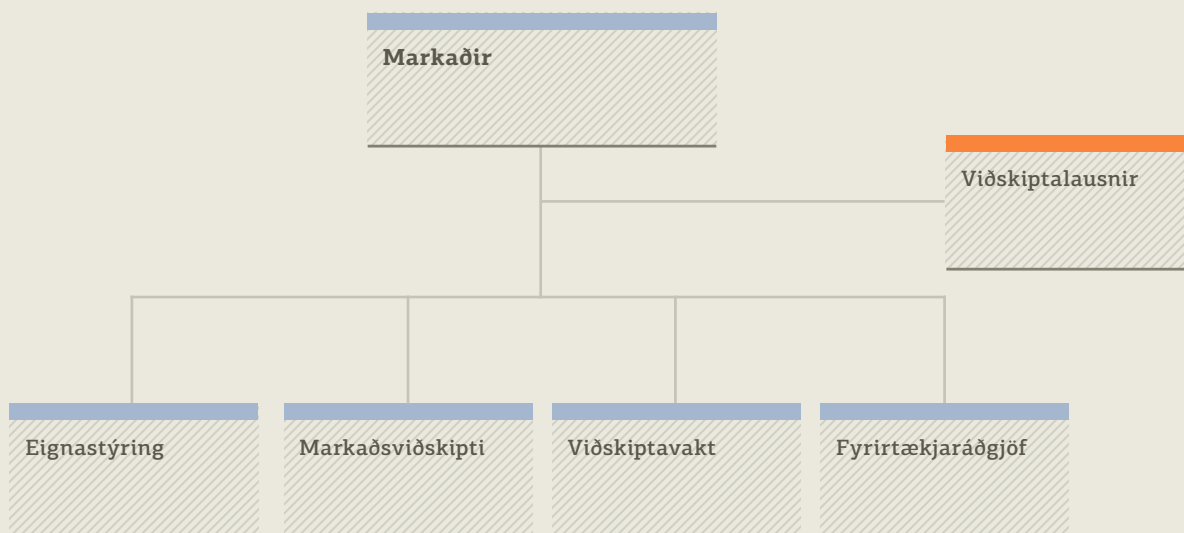 Markaðir
Viðskiptalausnir
Eignastýring
Markaðsviðskipti
Viðskiptavakt
Fyrirtækjaráðgjöf